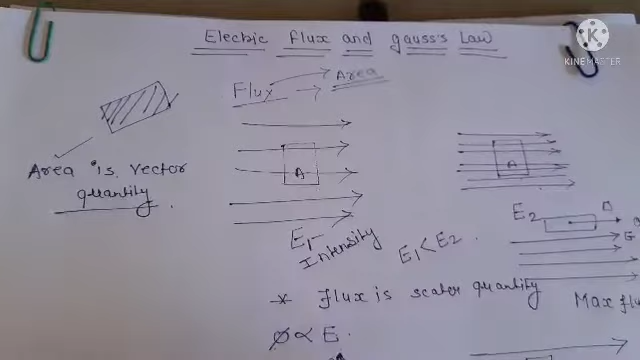 Electric flux and gauss's Law
KINEMASTER
Flux → Area
Area is vector
quantity
A
A
E1
Intensity
E1 < E2
E2
* Flux is scaler quantity
Max flu
φ ∝ E.